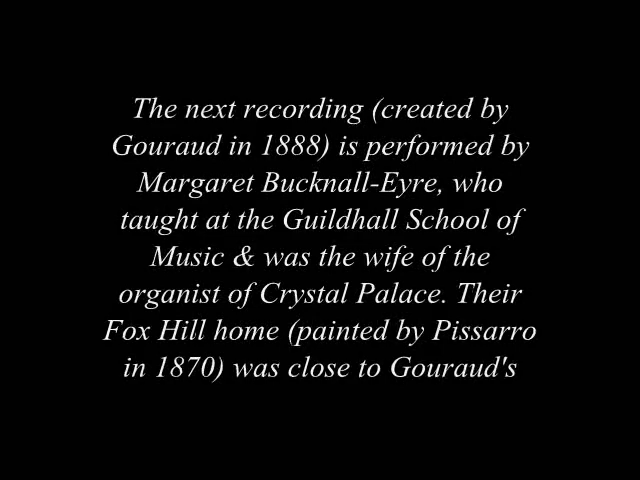 The next recording (created by
Gouraud in 1888) is performed by
Margaret Bucknall-Eyre, who
taught at the Guildhall School of
Music & was the wife of the
organist of Crystal Palace. Their
Fox Hill home (painted by Pissarro
in 1870) was close to Gouraud's